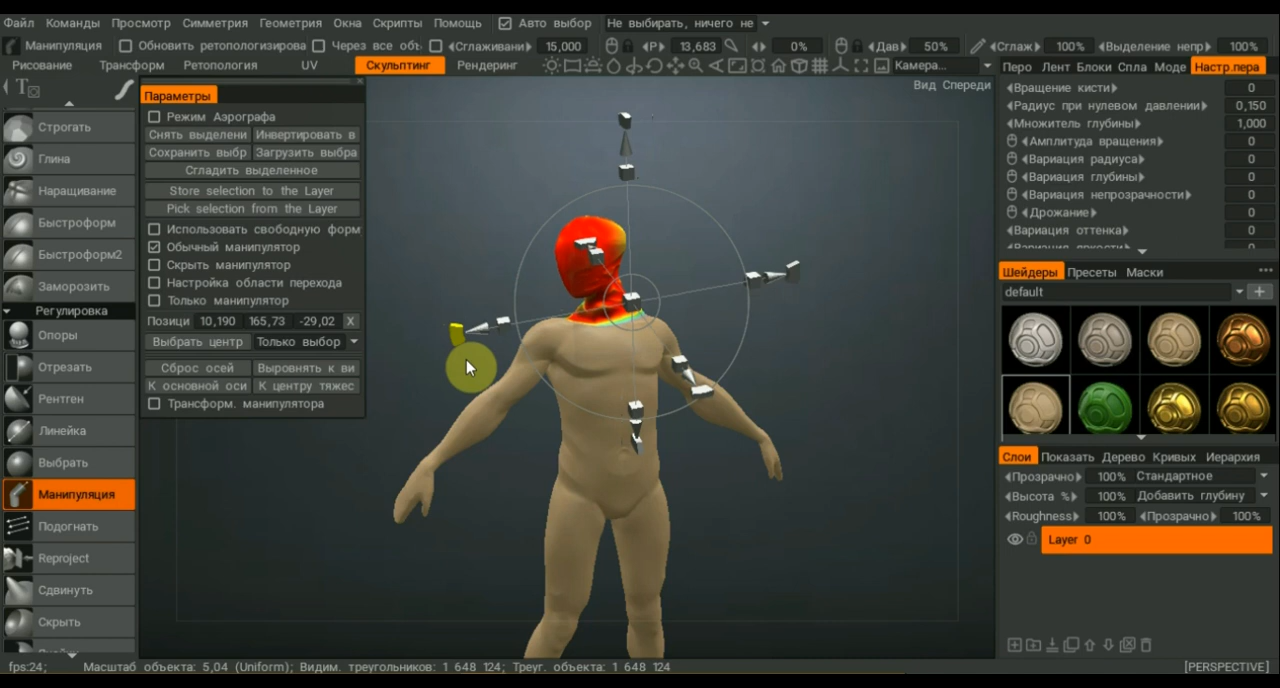 Файл Команды Просмотр Симметрия Геометрия Окна Скрипты Помощь Авто выбор Не выбирать, ничего не
Манипуляция Обновить ретопологизирова Через все объ. ◀Сглаживани▶ 15,000 ◀P▶ 13,683 ◀▶ 0% ◀Дав▶ 50% ◀Сглаж▶ 100% ◀Выделение непр▶ 100%
Рисование Трансформ Ретопология UV Скульптинг Рендеринг Камера...
Перо Лент Блоки Спла Моде Настр.пера
Вид Спереди
Строгать
Глина
Наращивание
Быстроформ
Быстроформ2
Заморозить
Регулировка
Опоры
Отрезать
Рентген
Линейка
Выбрать
Манипуляция
Подогнать
Reproject
Сдвинуть
Скрыть
Параметры
Режим Аэрографа
Снять выделени Инвертировать в
Сохранить выбр Загрузить выбра
Сгладить выделенное
Store selection to the Layer
Pick selection from the Layer
Использовать свободную форм
Обычный манипулятор
Скрыть манипулятор
Настройка области перехода
Только манипулятор
Позици 10,190 165,73 -29,02 X
Выбрать центр Только выбор
Сброс осей Выровнять к ви
К основной оси К центру тяжес
Трансформ. манипулятора
◀Вращение кисти▶ 0
◀Радиус при нулевом давлении▶ 0,150
◀Множитель глубины▶ 1,000
◀Амплитуда вращения▶ 0
◀Вариация радиуса▶ 0
◀Вариация глубины▶ 0
◀Вариация непрозрачности▶ 0
◀Дрожание▶ 0
◀Вариация оттенка▶ 0
◀Вариация яркости▶ 0
Шейдеры Пресеты Маски
default
Слои Показать Дерево Кривых Иерархия
◀Прозрачно▶ 100% Стандартное
◀Высота %▶ 100% Добавить глубину
◀Roughness▶ 100% ◀Прозрачно▶ 100%
Layer 0
fps:24; Масштаб объекта: 5,04 (Uniform); Видим. треугольников: 1 648 124; Треуг. объекта: 1 648 124 [PERSPECTIVE]